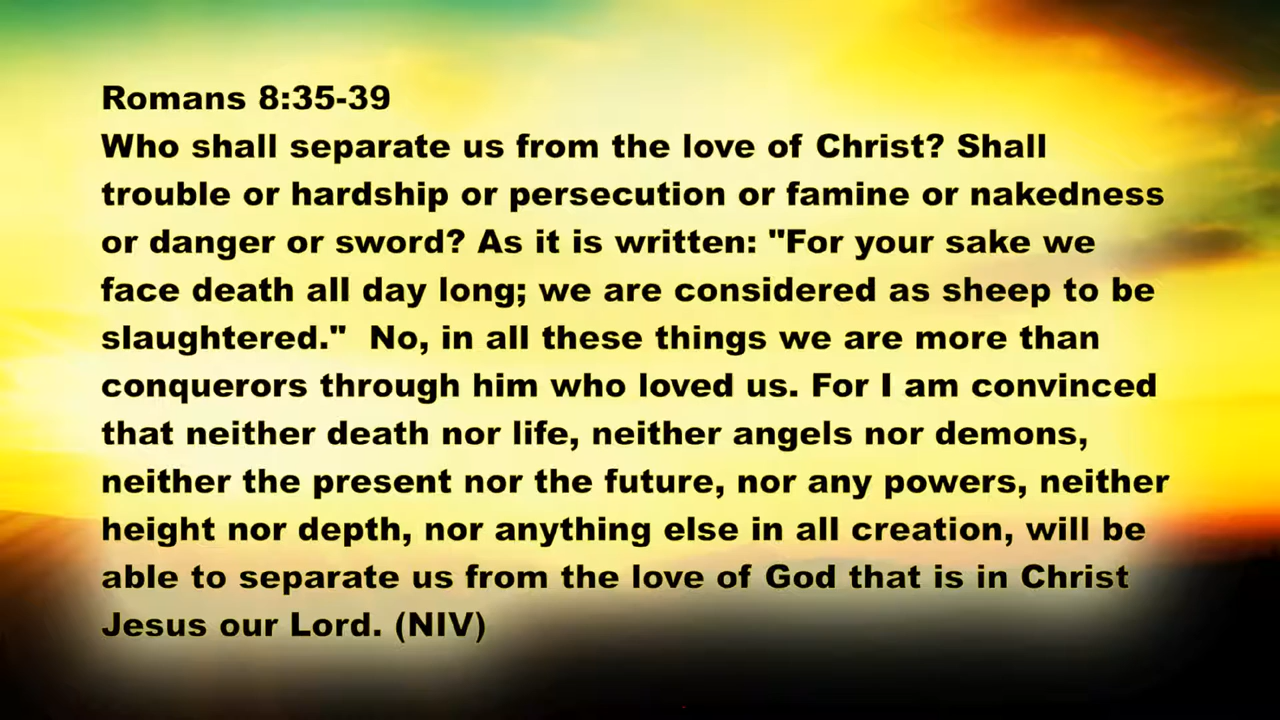 Romans 8:35-39
Who shall separate us from the love of Christ? Shall
trouble or hardship or persecution or famine or nakedness
or danger or sword? As it is written: "For your sake we
face death all day long; we are considered as sheep to be
slaughtered."  No, in all these things we are more than
conquerors through him who loved us. For I am convinced
that neither death nor life, neither angels nor demons,
neither the present nor the future, nor any powers, neither
height nor depth, nor anything else in all creation, will be
able to separate us from the love of God that is in Christ
Jesus our Lord. (NIV)